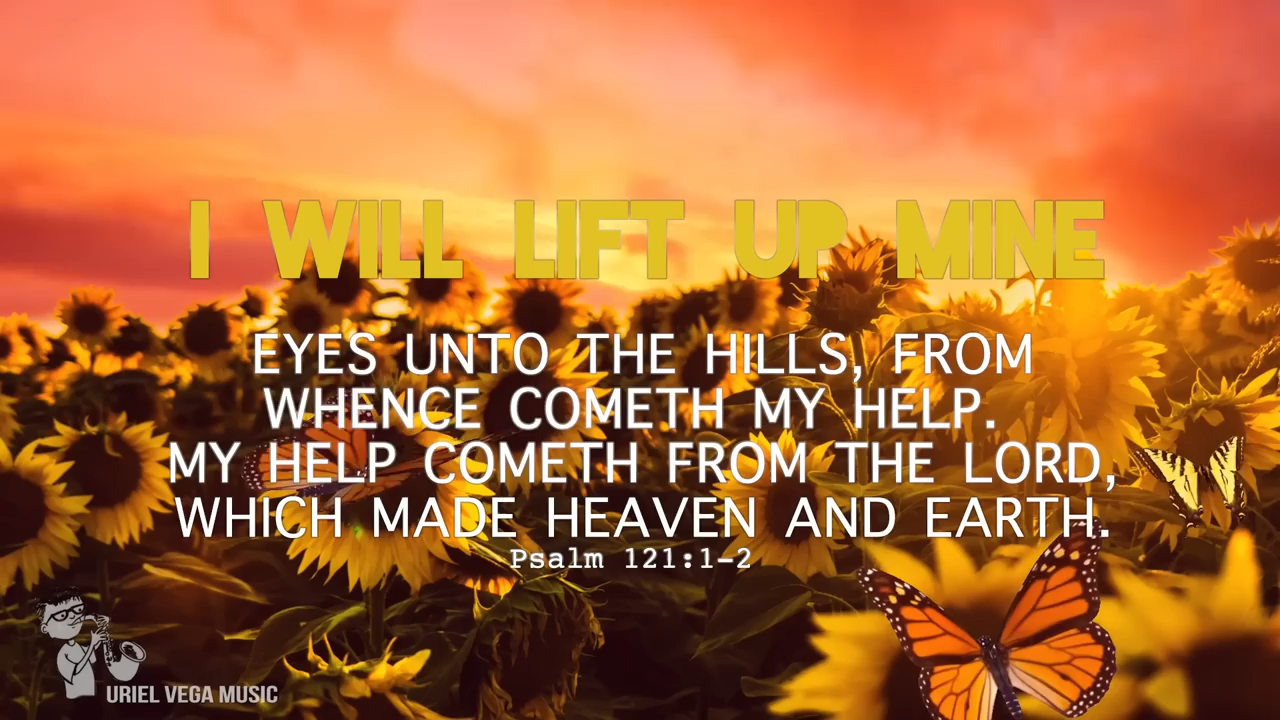 I WILL LIFT UP MINE
EYES UNTO THE HILLS, FROM
WHENCE COMETH MY HELP.
MY HELP COMETH FROM THE LORD,
WHICH MADE HEAVEN AND EARTH.
Psalm 121:1-2
URIEL VEGA MUSIC